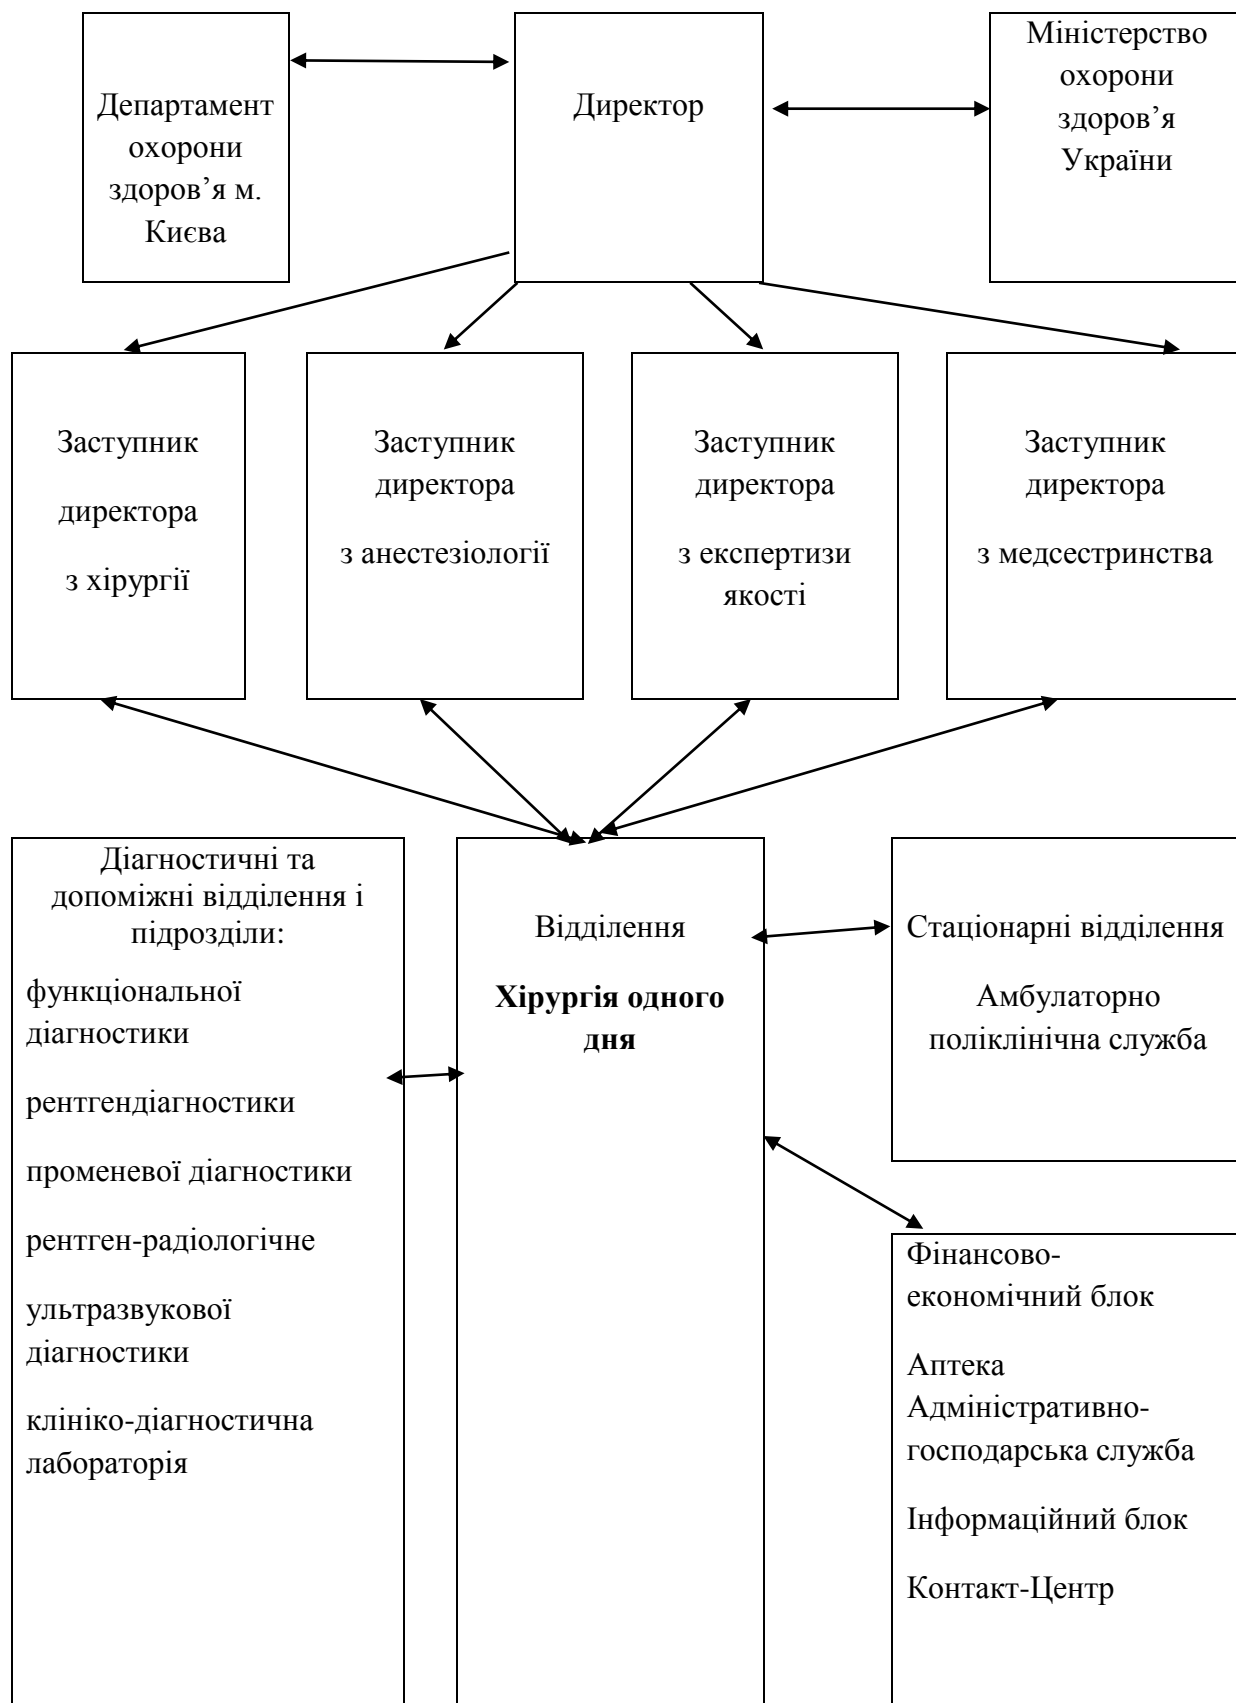 Департамент
охорони
здоров’я м.
Києва
Директор
Міністерство
охорони
здоров’я
України
Заступник
директора
з хірургії
Заступник
директора
з анестезіології
Заступник
директора
з експертизи
якості
Заступник
директора
з медсестринства
Діагностичні та
допоміжні відділення і
підрозділи:
функціональної
діагностики
рентгендіагностики
променевої діагностики
рентген-радіологічне
ультразвукової
діагностики
клініко-діагностична
лабораторія
Відділення
Хірургія одного
дня
Стаціонарні відділення
Амбулаторно
поліклінічна служба
Фінансово-
економічний блок
Аптека
Адміністративно-
господарська служба
Інформаційний блок
Контакт-Центр